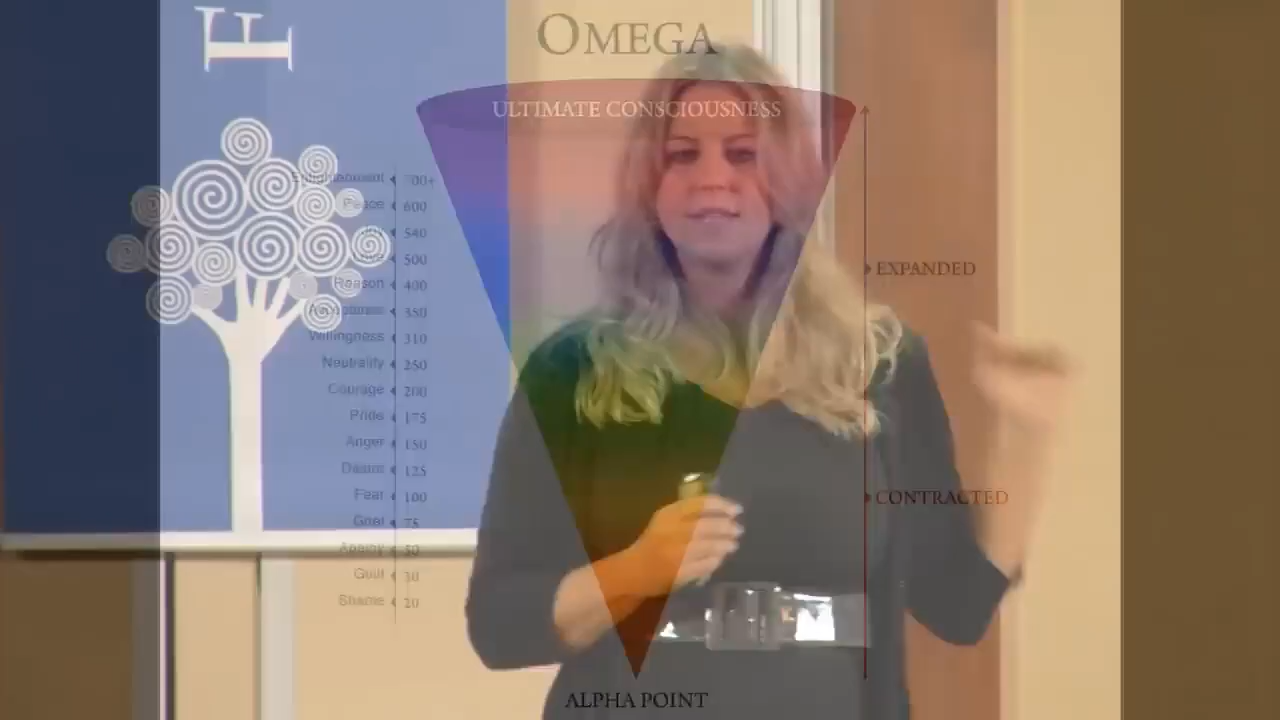 F
OMEGA
ULTIMATE CONSCIOUSNESS
Enlightenment 700+
Peace 600
Joy 540
Love 500
Reason 400
Acceptance 350
Willingness 310
Neutrality 250
Courage 200
Pride 175
Anger 150
Desire 125
Fear 100
Grief 75
Apathy 50
Guilt 30
Shame 20
EXPANDED
CONTRACTED
ALPHA POINT